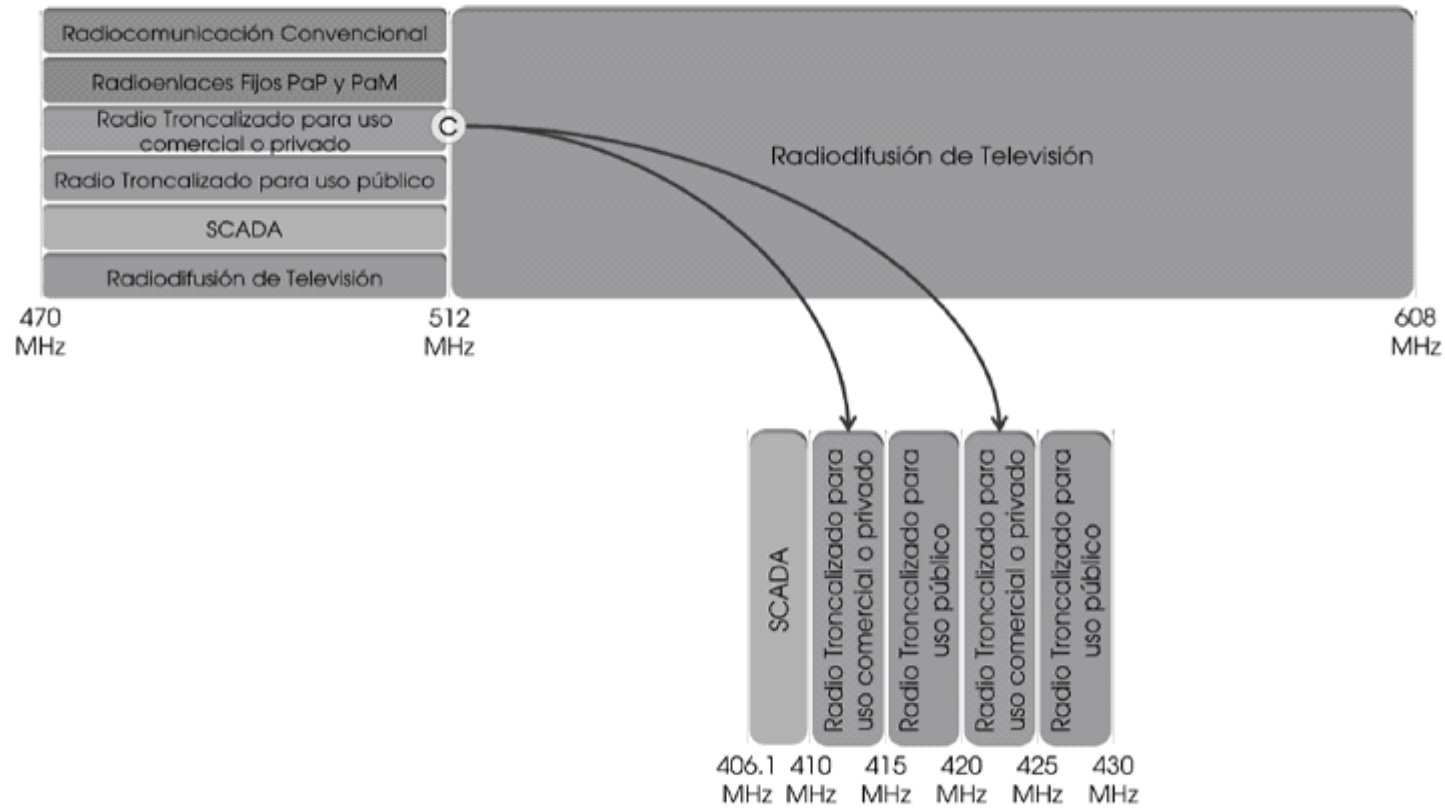 Radiocomunicación Convencional
Radioenlaces Fijos PaP y PaM
Radio Troncalizado para uso
comercial o privado
C
Radio Troncalizado para uso público
SCADA
Radiodifusión de Televisión
Radiodifusión de Televisión
470
MHz
512
MHz
608
MHz
SCADA
Radio Troncalizado para
uso comercial o privado
Radio Troncalizado para
uso público
Radio Troncalizado para
uso comercial o privado
Radio Troncalizado para
uso público
406.1
MHz
410
MHz
415
MHz
420
MHz
425
MHz
430
MHz